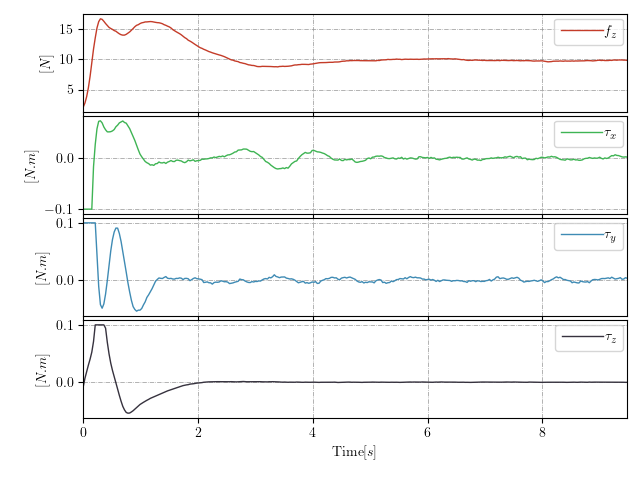 15
10
5
[N]
f_z
0.0
−0.1
[N.m]
τ_x
0.1
0.0
[N.m]
τ_y
0.1
0.0
[N.m]
τ_z
0 2 4 6 8
Time[s]